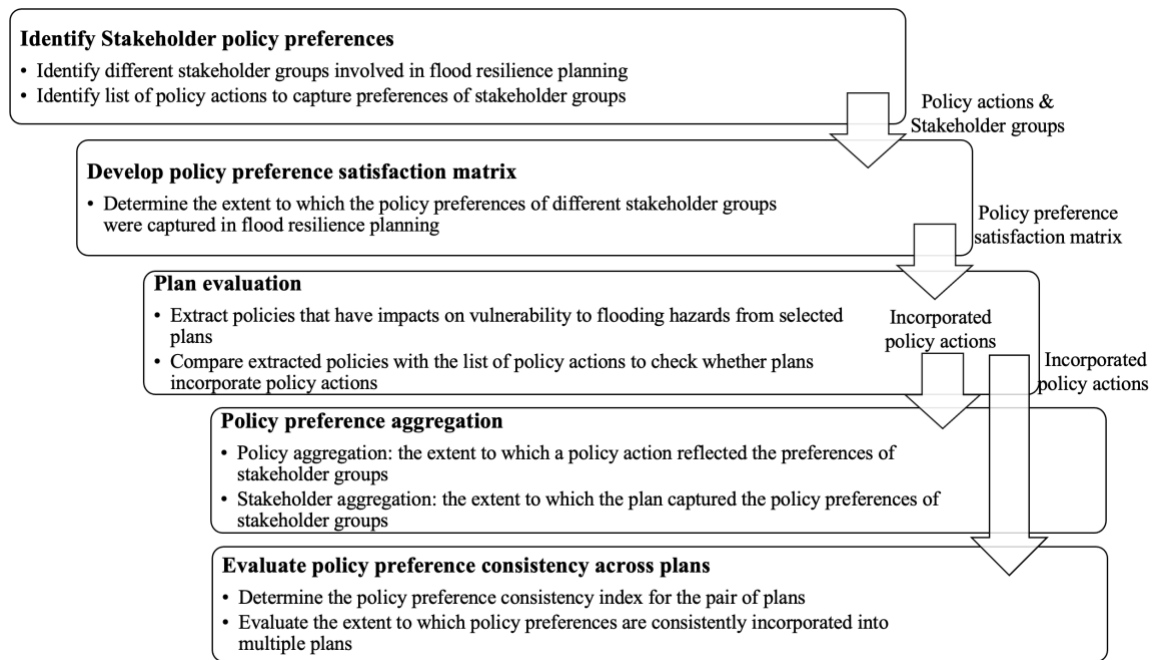 Identify Stakeholder policy preferences
• Identify different stakeholder groups involved in flood resilience planning
• Identify list of policy actions to capture preferences of stakeholder groups
Policy actions &
Stakeholder groups
Develop policy preference satisfaction matrix
• Determine the extent to which the policy preferences of different stakeholder groups
were captured in flood resilience planning
Policy preference
satisfaction matrix
Plan evaluation
• Extract policies that have impacts on vulnerability to flooding hazards from selected
plans
• Compare extracted policies with the list of policy actions to check whether plans
incorporate policy actions
Incorporated
policy actions
Incorporated
policy actions
Policy preference aggregation
• Policy aggregation: the extent to which a policy action reflected the preferences of
stakeholder groups
• Stakeholder aggregation: the extent to which the plan captured the policy preferences of
stakeholder groups
Evaluate policy preference consistency across plans
• Determine the policy preference consistency index for the pair of plans
• Evaluate the extent to which policy preferences are consistently incorporated into
multiple plans